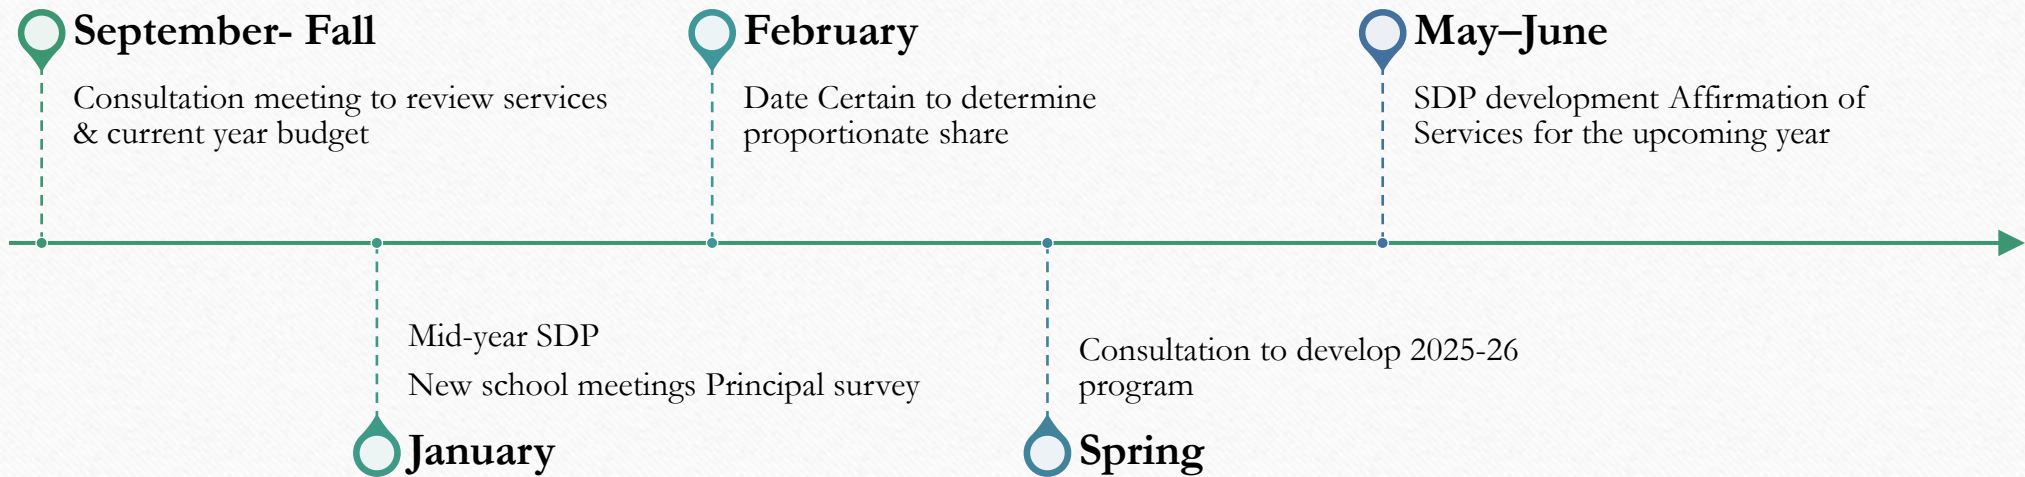 September- Fall
Consultation meeting to review services
& current year budget
February
Date Certain to determine
proportionate share
May–June
SDP development Affirmation of
Services for the upcoming year
Mid-year SDP
New school meetings Principal survey
January
Consultation to develop 2025-26
program
Spring